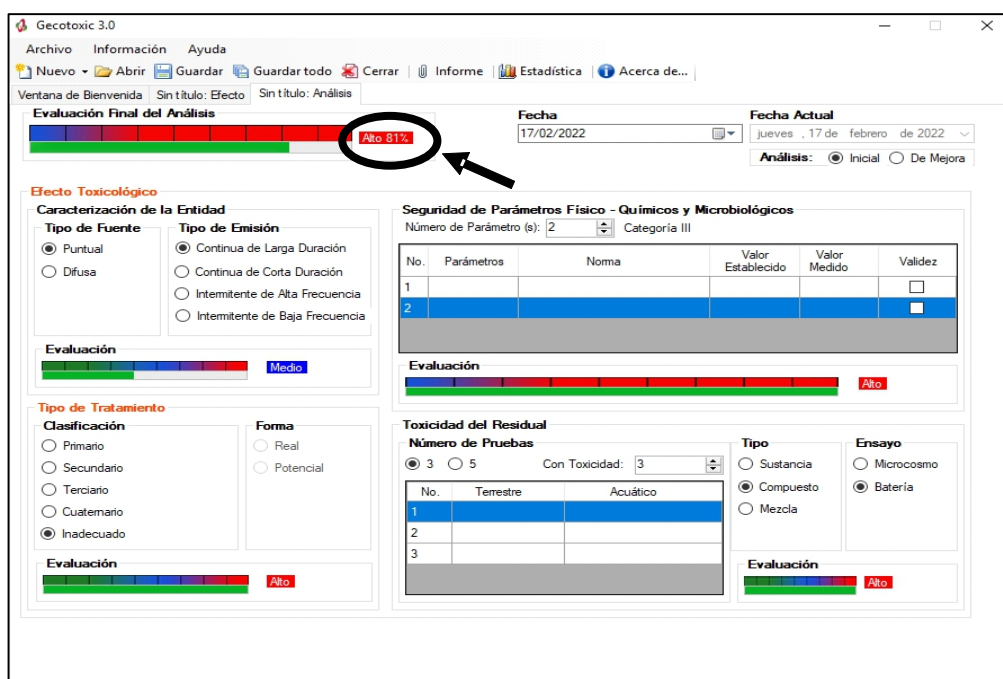 Gecotoxic 3.0
Archivo Información Ayuda
Nuevo Abrir Guardar Guardar todo Cerrar Informe Estadística Acerca de...
Ventana de Bienvenida Sin título: Efecto Sin título: Análisis
Evaluación Final del Análisis
Alto 81%
Fecha
17/02/2022
Fecha Actual
jueves , 17 de febrero de 2022
Análisis: Inicial De Mejora
Efecto Toxicológico
Caracterización de la Entidad
Tipo de Fuente
Puntual
Difusa
Tipo de Emisión
Continua de Larga Duración
Continua de Corta Duración
Intermitente de Alta Frecuencia
Intermitente de Baja Frecuencia
Evaluación
Medio
Seguridad de Parámetros Físico - Químicos y Microbiológicos
Número de Parámetro (s): 2 Categoría III
No. Parámetros Norma Valor Establecido Valor Medido Validez
1
2
Evaluación
Alto
Tipo de Tratamiento
Clasificación
Primario
Secundario
Terciario
Cuaternario
Inadecuado
Forma
Real
Potencial
Evaluación
Alto
Toxicidad del Residual
Número de Pruebas
3 5 Con Toxicidad: 3
No. Terrestre Acuático
1
2
3
Tipo
Sustancia
Compuesto
Mezcla
Ensayo
Microcosmo
Batería
Evaluación
Alto